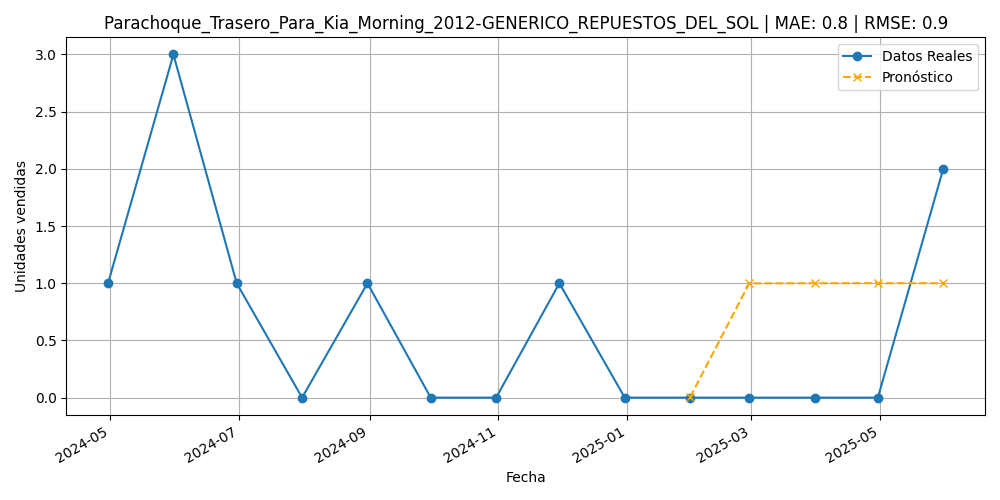 Parachoque_Trasero_Para_Kia_Morning_2012-GENERICO_REPUESTOS_DEL_SOL | MAE: 0.8 | RMSE: 0.9
Datos Reales
Pronóstico
Unidades vendidas
3.0
2.5
2.0
1.5
1.0
0.5
0.0
2024-05
2024-07
2024-09
2024-11
2025-01
2025-03
2025-05
Fecha